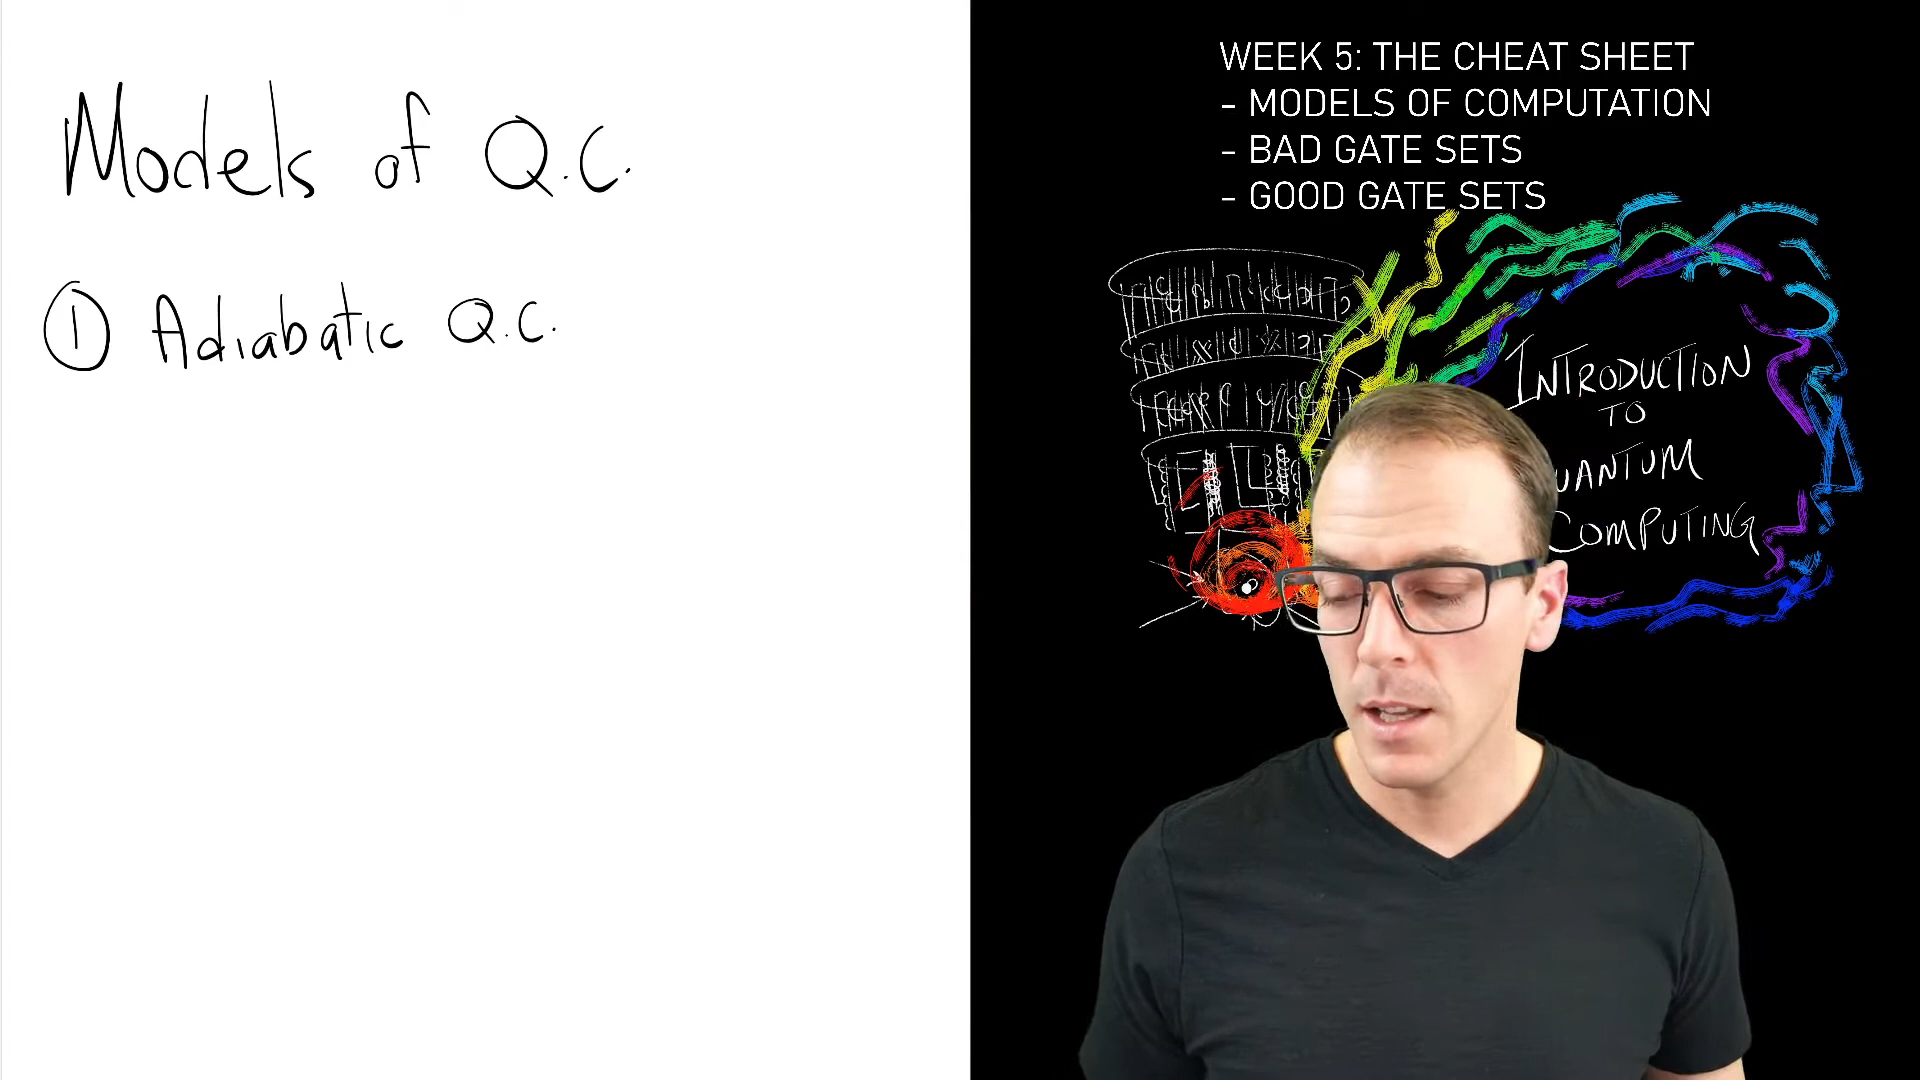 Models of Q.C.
① Adiabatic Q.C.
WEEK 5: THE CHEAT SHEET
- MODELS OF COMPUTATION
- BAD GATE SETS
- GOOD GATE SETS
INTRODUCTION
TO
UANTUM
COMPUTING